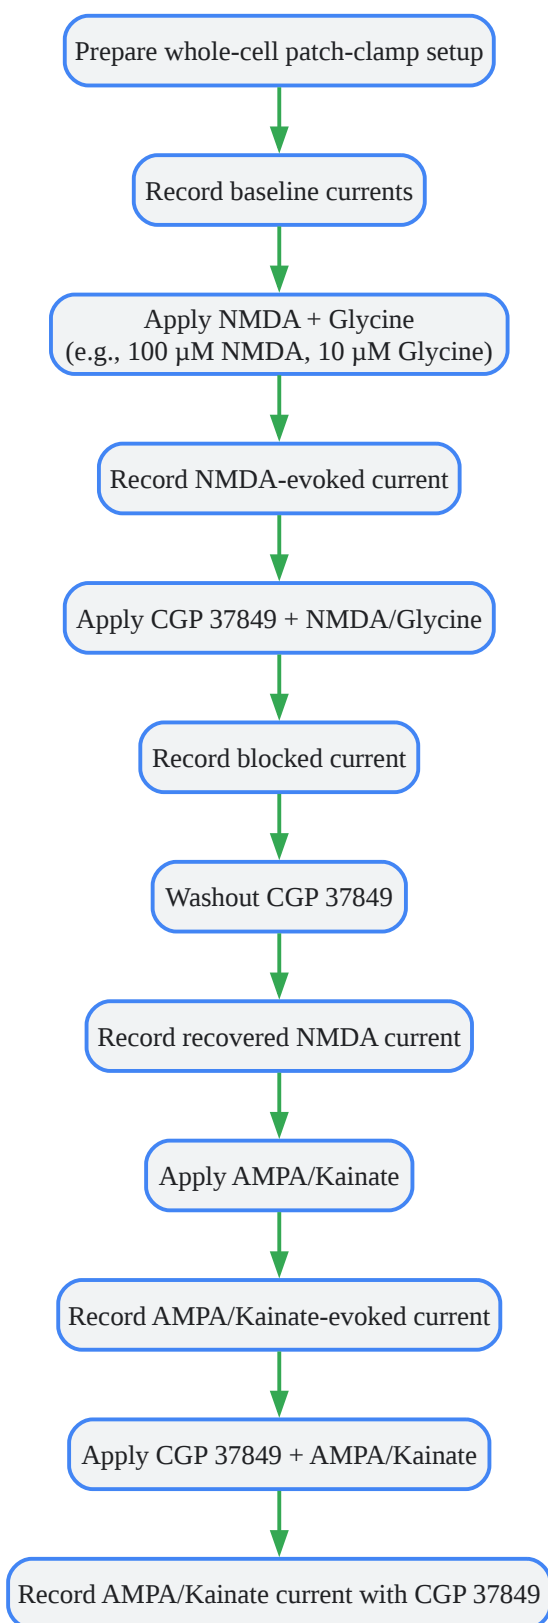 Prepare whole-cell patch-clamp setup
Record baseline currents
Apply NMDA + Glycine
(e.g., 100 µM NMDA, 10 µM Glycine)
Record NMDA-evoked current
Apply CGP 37849 + NMDA/Glycine
Record blocked current
Washout CGP 37849
Record recovered NMDA current
Apply AMPA/Kainate
Record AMPA/Kainate-evoked current
Apply CGP 37849 + AMPA/Kainate
Record AMPA/Kainate current with CGP 37849